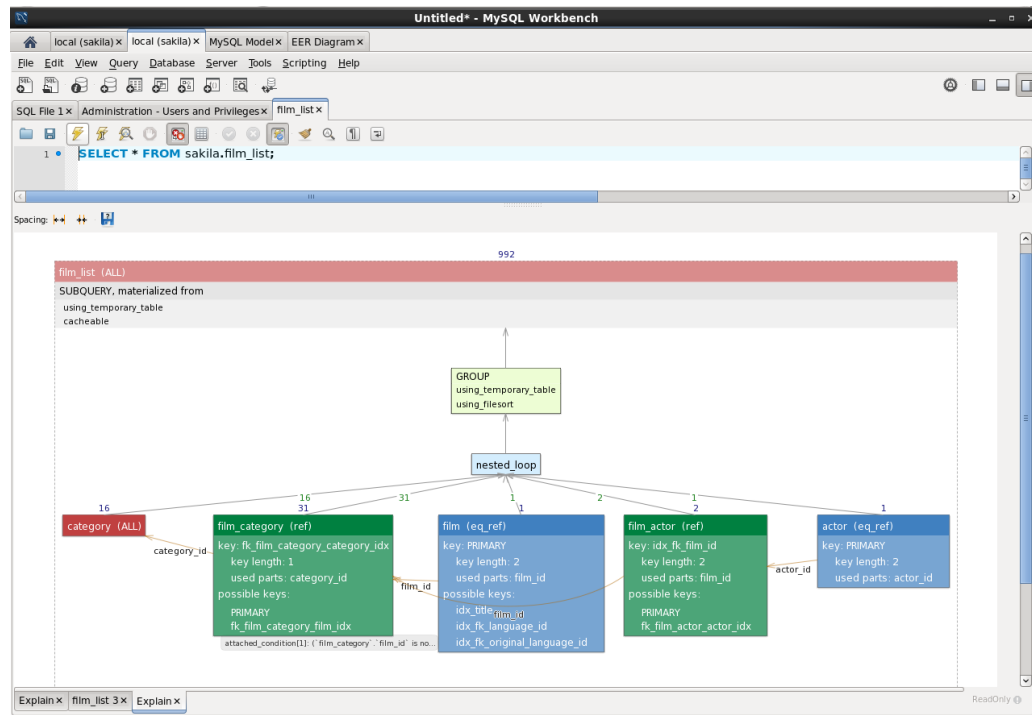 Untitled* - MySQL Workbench
local (sakila) × local (sakila) × MySQL Model × EER Diagram ×
File Edit View Query Database Server Tools Scripting Help
SQL File 1 × Administration - Users and Privileges × film_list ×
1 SELECT * FROM sakila.film_list;
Spacing:
992
film_list (ALL)
SUBQUERY, materialized from
using_temporary_table
cacheable
GROUP
using_temporary_table
using_filesort
nested_loop
16 31 1 2 1
16 31 1 2 1
category (ALL) film_category (ref) film (eq_ref) film_actor (ref) actor (eq_ref)
key: fk_film_category_category_idx key: PRIMARY key: idx_fk_film_id key: PRIMARY
category_id
key length: 1 key length: 2 key length: 2 key length: 2
actor_id
used parts: category_id used parts: film_id used parts: film_id used parts: actor_id
film_id
possible keys: possible keys: possible keys:
PRIMARY idx_title film_id PRIMARY
fk_film_category_film_idx idx_fk_language_id fk_film_actor_actor_idx
attached_condition[1]: (`film_category`.`film_id` is no... idx_fk_original_language_id
Explain × film_list 3 × Explain × ReadOnly